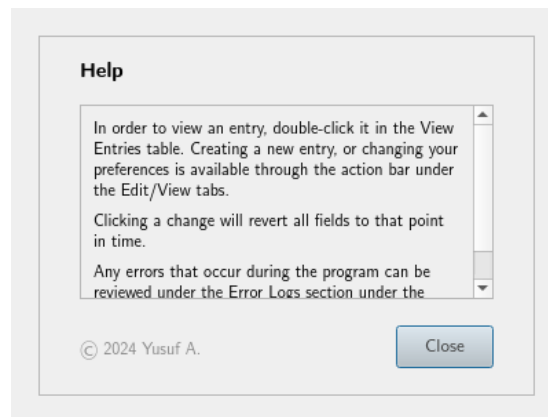 Help
In order to view an entry, double-click it in the View
Entries table. Creating a new entry, or changing your
preferences is available through the action bar under
the Edit/View tabs.
Clicking a change will revert all fields to that point
in time.
Any errors that occur during the program can be
reviewed under the Error Logs section under the
© 2024 Yusuf A.
Close